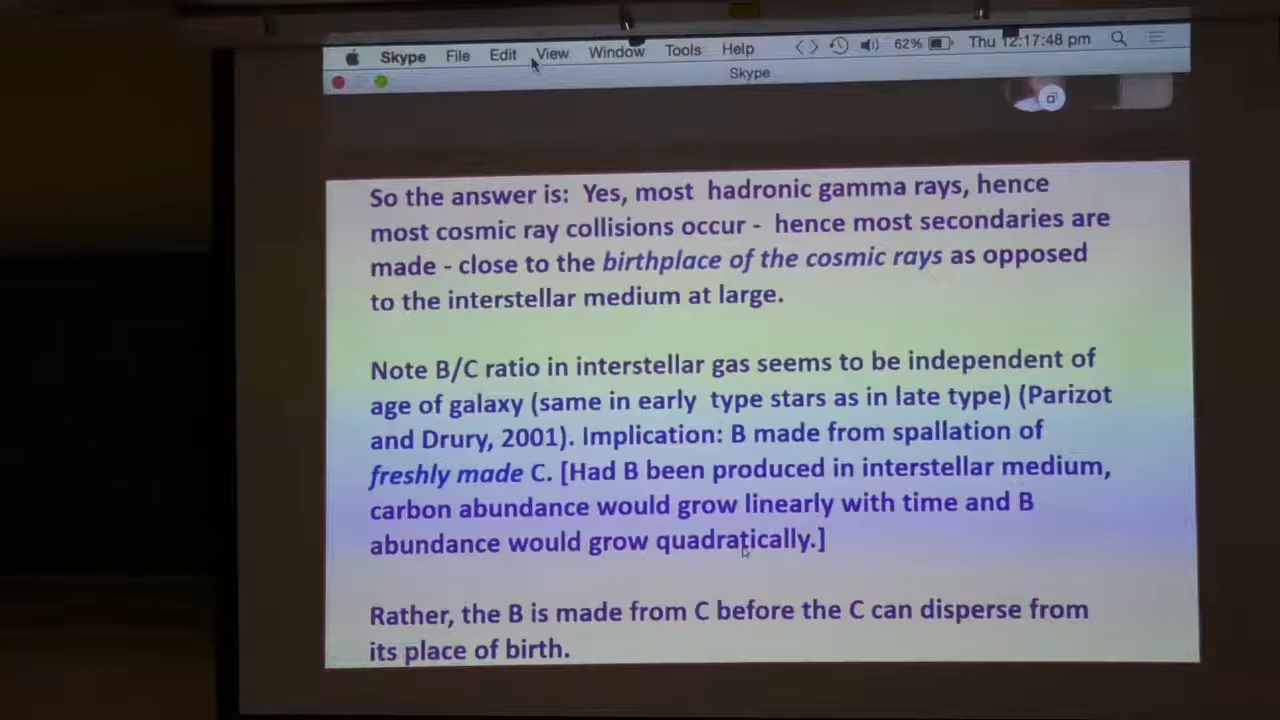 Skype File Edit View Window Tools Help 62% Thu 12:17:48 pm
Skype
So the answer is: Yes, most hadronic gamma rays, hence
most cosmic ray collisions occur - hence most secondaries are
made - close to the birthplace of the cosmic rays as opposed
to the interstellar medium at large.
Note B/C ratio in interstellar gas seems to be independent of
age of galaxy (same in early type stars as in late type) (Parizot
and Drury, 2001). Implication: B made from spallation of
freshly made C. [Had B been produced in interstellar medium,
carbon abundance would grow linearly with time and B
abundance would grow quadratically.]
Rather, the B is made from C before the C can disperse from
its place of birth.